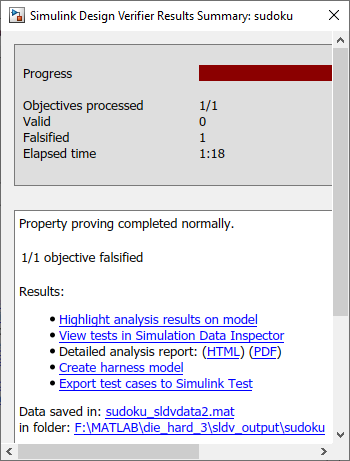 Simulink Design Verifier Results Summary: sudoku
Progress
Objectives processed 1/1
Valid 0
Falsified 1
Elapsed time 1:18
Property proving completed normally.
1/1 objective falsified
Results:
• Highlight analysis results on model
• View tests in Simulation Data Inspector
• Detailed analysis report: (HTML) (PDF)
• Create harness model
• Export test cases to Simulink Test
Data saved in: sudoku_sldvdata2.mat
in folder: F:\MATLAB\die_hard_3\sldv_output\sudoku